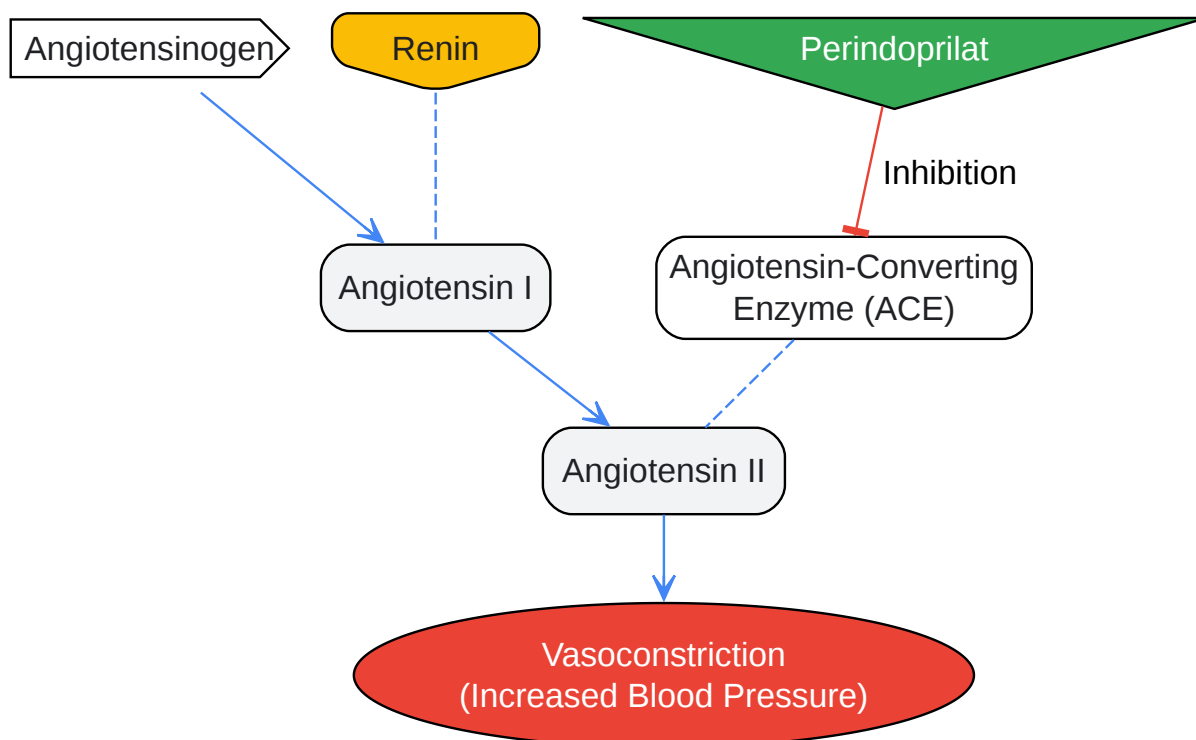 Angiotensinogen
Renin
Perindoprilat
Inhibition
Angiotensin I
Angiotensin-Converting
Enzyme (ACE)
Angiotensin II
Vasoconstriction
(Increased Blood Pressure)